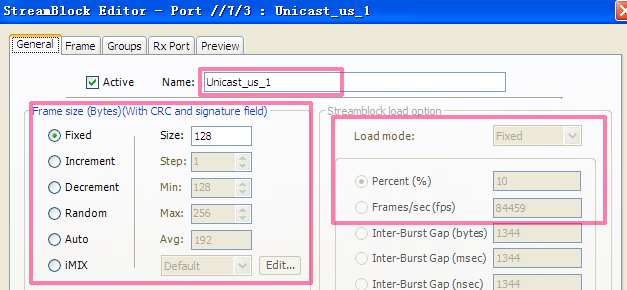 StreamBlock Editor - Port //7/3 : Unicast_us_1
General Frame Groups Rx Port Preview
Active Name: Unicast_us_1
Frame size (Bytes)(With CRC and signature field)
Fixed Size: 128
Increment Step: 1
Decrement Min: 128
Random Max: 256
Auto Avg: 192
iMIX Default Edit...
Streamblock load option
Load mode: Fixed
Percent (%) 10
Frames/sec (fps) 84459
Inter-Burst Gap (bytes) 1344
Inter-Burst Gap (msec) 1344
Inter-Burst Gap (nsec) 1344